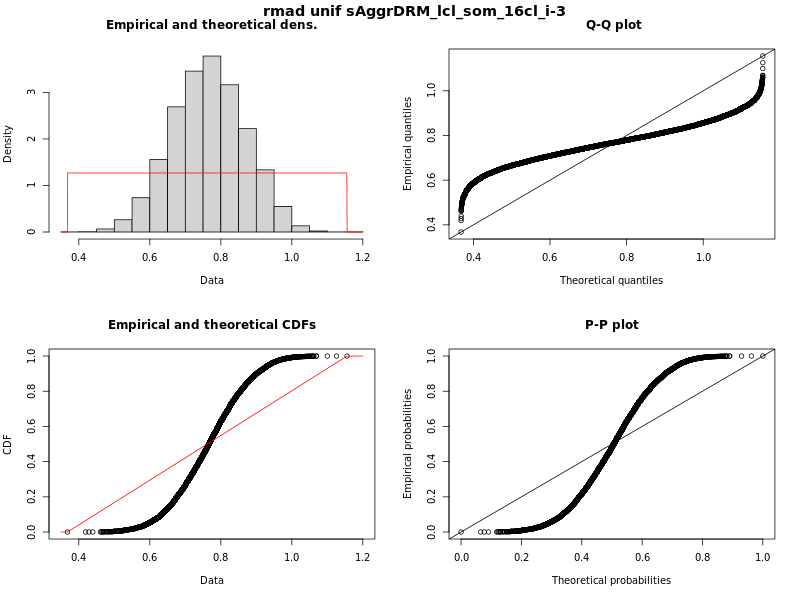 rmad unif sAggrDRM_lcl_som_16cl_i-3
Empirical and theoretical dens.
Density
0 1 2 3
0.4 0.6 0.8 1.0 1.2
Data
Q-Q plot
Empirical quantiles
0.4 0.6 0.8 1.0
0.4 0.6 0.8 1.0
Theoretical quantiles
Empirical and theoretical CDFs
CDF
0.0 0.2 0.4 0.6 0.8 1.0
0.4 0.6 0.8 1.0 1.2
Data
P-P plot
Empirical probabilities
0.0 0.2 0.4 0.6 0.8 1.0
0.0 0.2 0.4 0.6 0.8 1.0
Theoretical probabilities